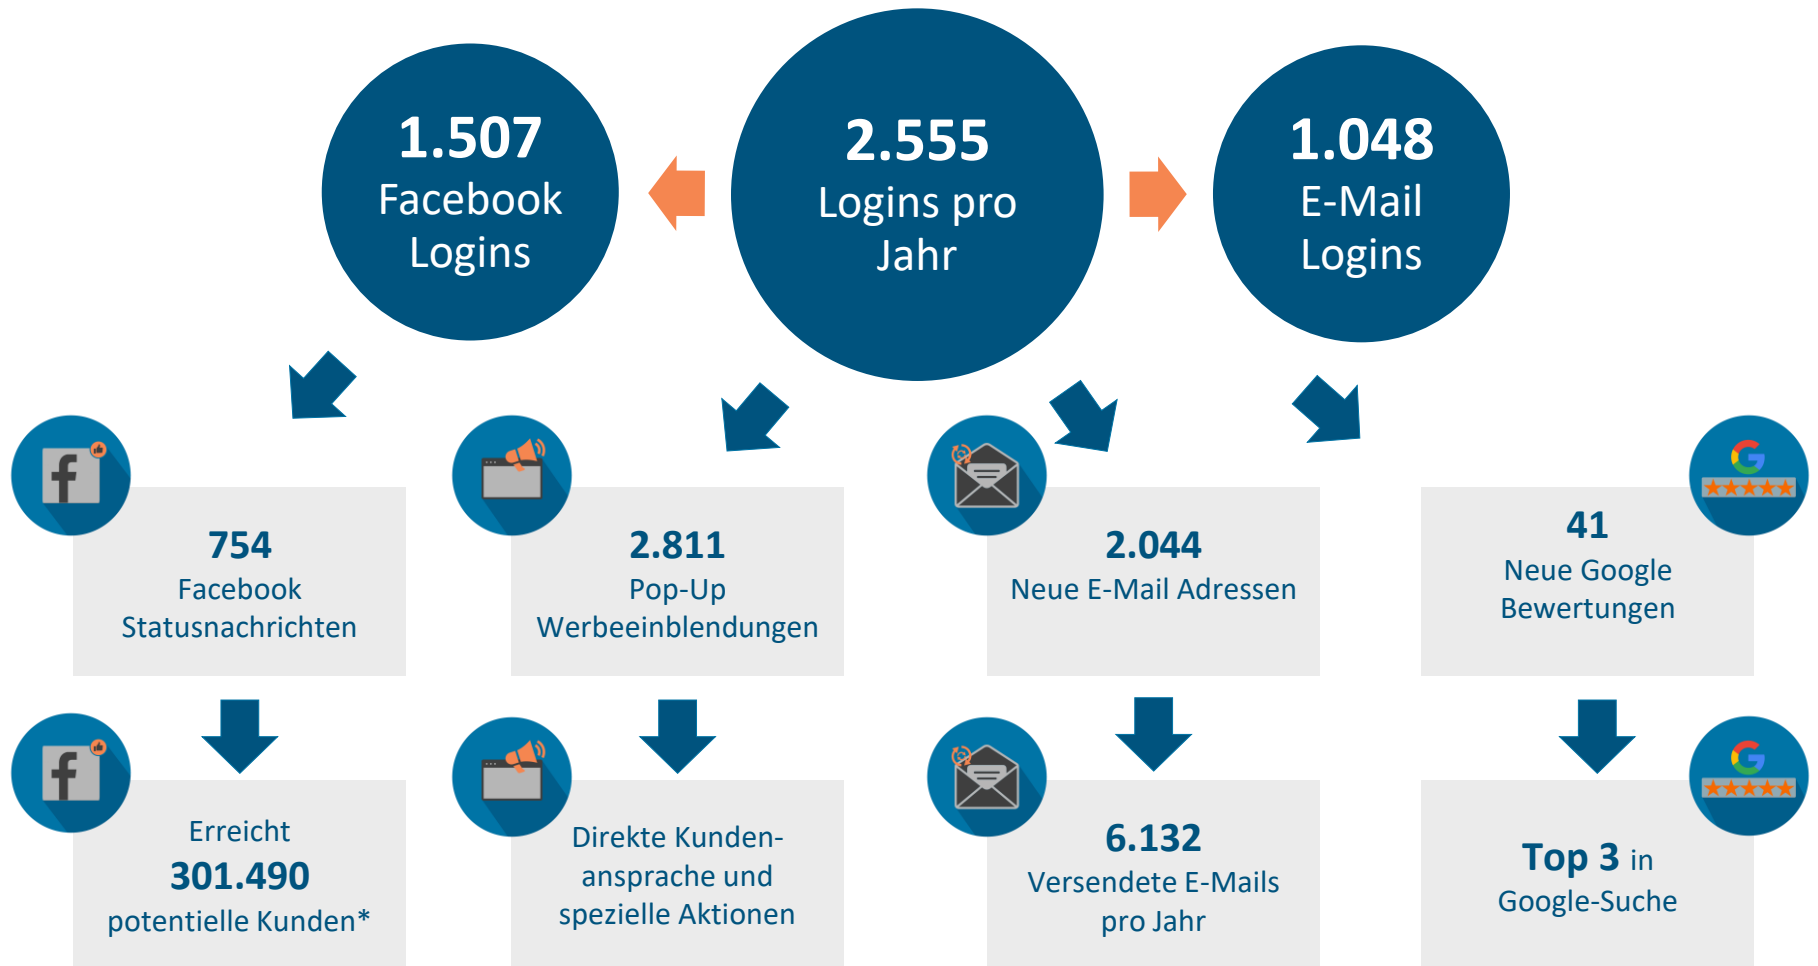 1.507
Facebook
Logins
2.555
Logins pro
Jahr
1.048
E-Mail
Logins
754
Facebook
Statusnachrichten
2.811
Pop-Up
Werbeeinblendungen
2.044
Neue E-Mail Adressen
41
Neue Google
Bewertungen
Erreicht
301.490
potentielle Kunden*
Direkte Kunden-
ansprache und
spezielle Aktionen
6.132
Versendete E-Mails
pro Jahr
Top 3 in
Google-Suche